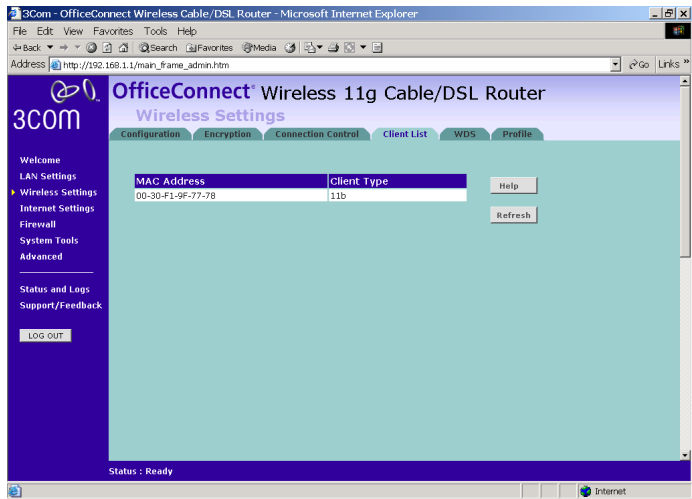 3Com - OfficeConnect Wireless Cable/DSL Router - Microsoft Internet Explorer
File Edit View Favorites Tools Help
Back Search Favorites Media
Address http://192.168.1.1/main_frame_admin.htm Go Links »
3COM
OfficeConnect® Wireless 11g Cable/DSL Router
Wireless Settings
Configuration Encryption Connection Control Client List WDS Profile
Welcome
LAN Settings
Wireless Settings
Internet Settings
Firewall
System Tools
Advanced
Status and Logs
Support/Feedback
LOG OUT
MAC Address Client Type
00-30-F1-9F-77-78 11b
Help
Refresh
Status : Ready
Internet